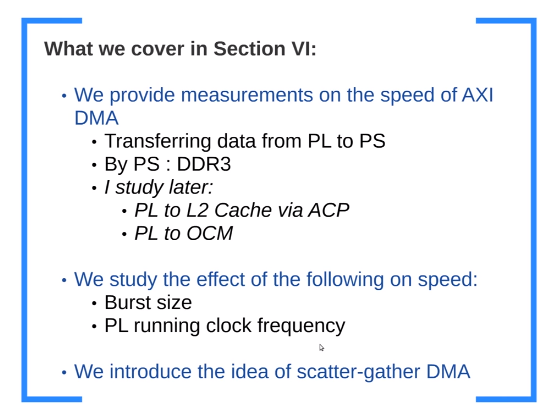 What we cover in Section VI:
• We provide measurements on the speed of AXI
DMA
• Transferring data from PL to PS
• By PS : DDR3
• I study later:
• PL to L2 Cache via ACP
• PL to OCM
• We study the effect of the following on speed:
• Burst size
• PL running clock frequency
• We introduce the idea of scatter-gather DMA